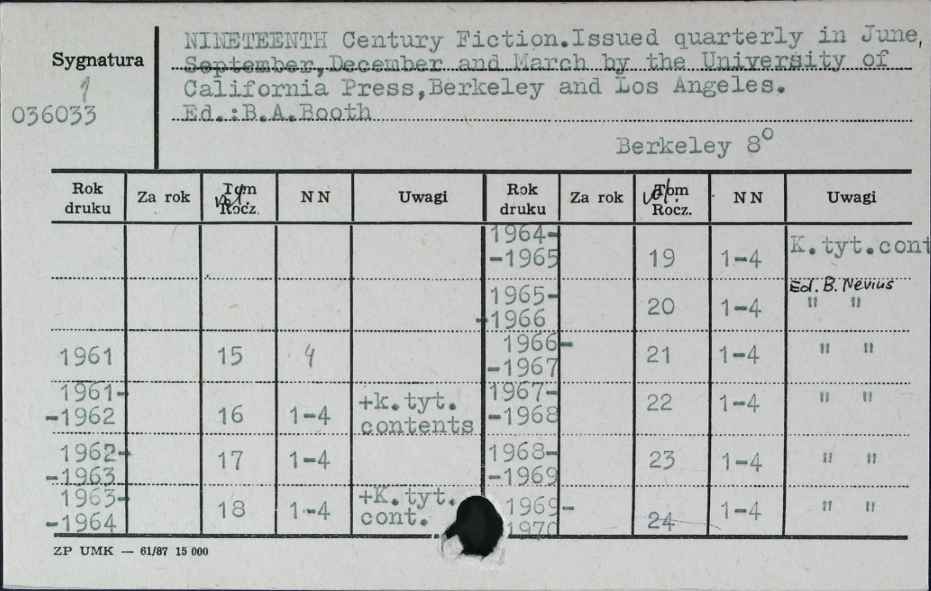 NINETEENTH Century Fiction.Issued quarterly in June,
Sygnatura
September,December and March by the University of
California Press,Berkeley and Los Angeles.
036033
Ed.:B.A.Booth
Berkeley 8°
Rok druku Za rok Tom Rocz. vol. NN Uwagi Rok druku Za rok Tom Rocz. vol. NN Uwagi
1964-
-1965 19 1-4 K.tyt.cont
Ed. B. Nevius
1965-
-1966 20 1-4 " "
1961 15 4 1966-
-1967 21 1-4 " "
1961-
-1962 16 1-4 +k.tyt.
contents
1967-
-1968 22 1-4 " "
1962-
-1963 17 1-4 1968-
-1969 23 1-4 " "
1963-
-1964 18 1-4 +K.tyt.
cont.
1969-
1970 24 1-4 " "
ZP UMK — 61/87 15 000